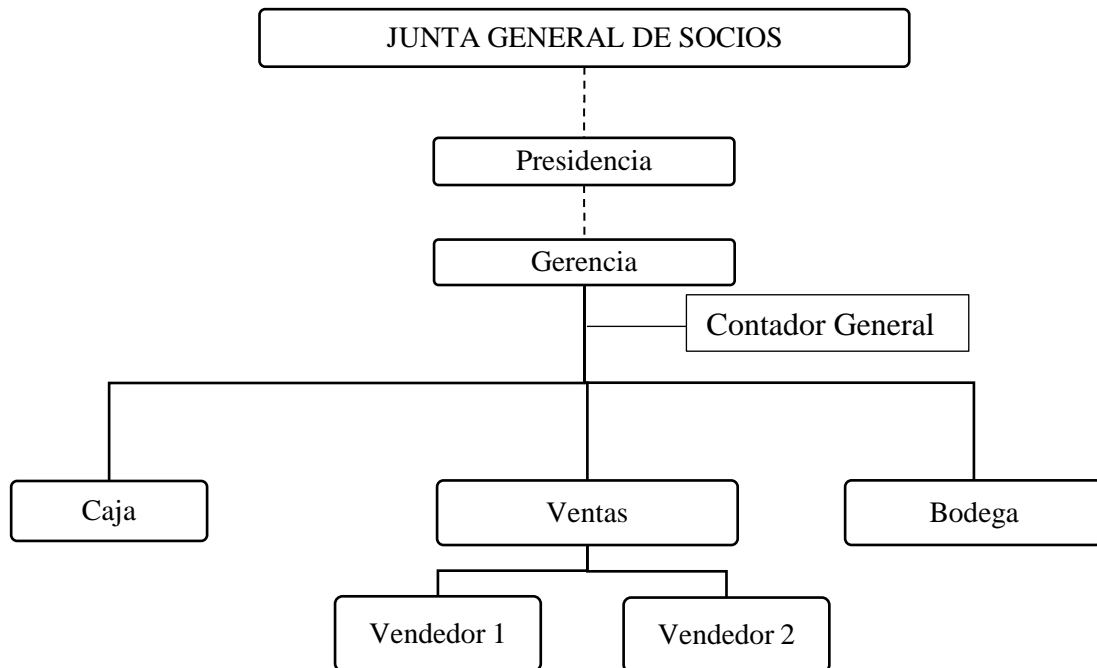 JUNTA GENERAL DE SOCIOS
Presidencia
Gerencia
Contador General
Caja
Ventas
Bodega
Vendedor 1
Vendedor 2